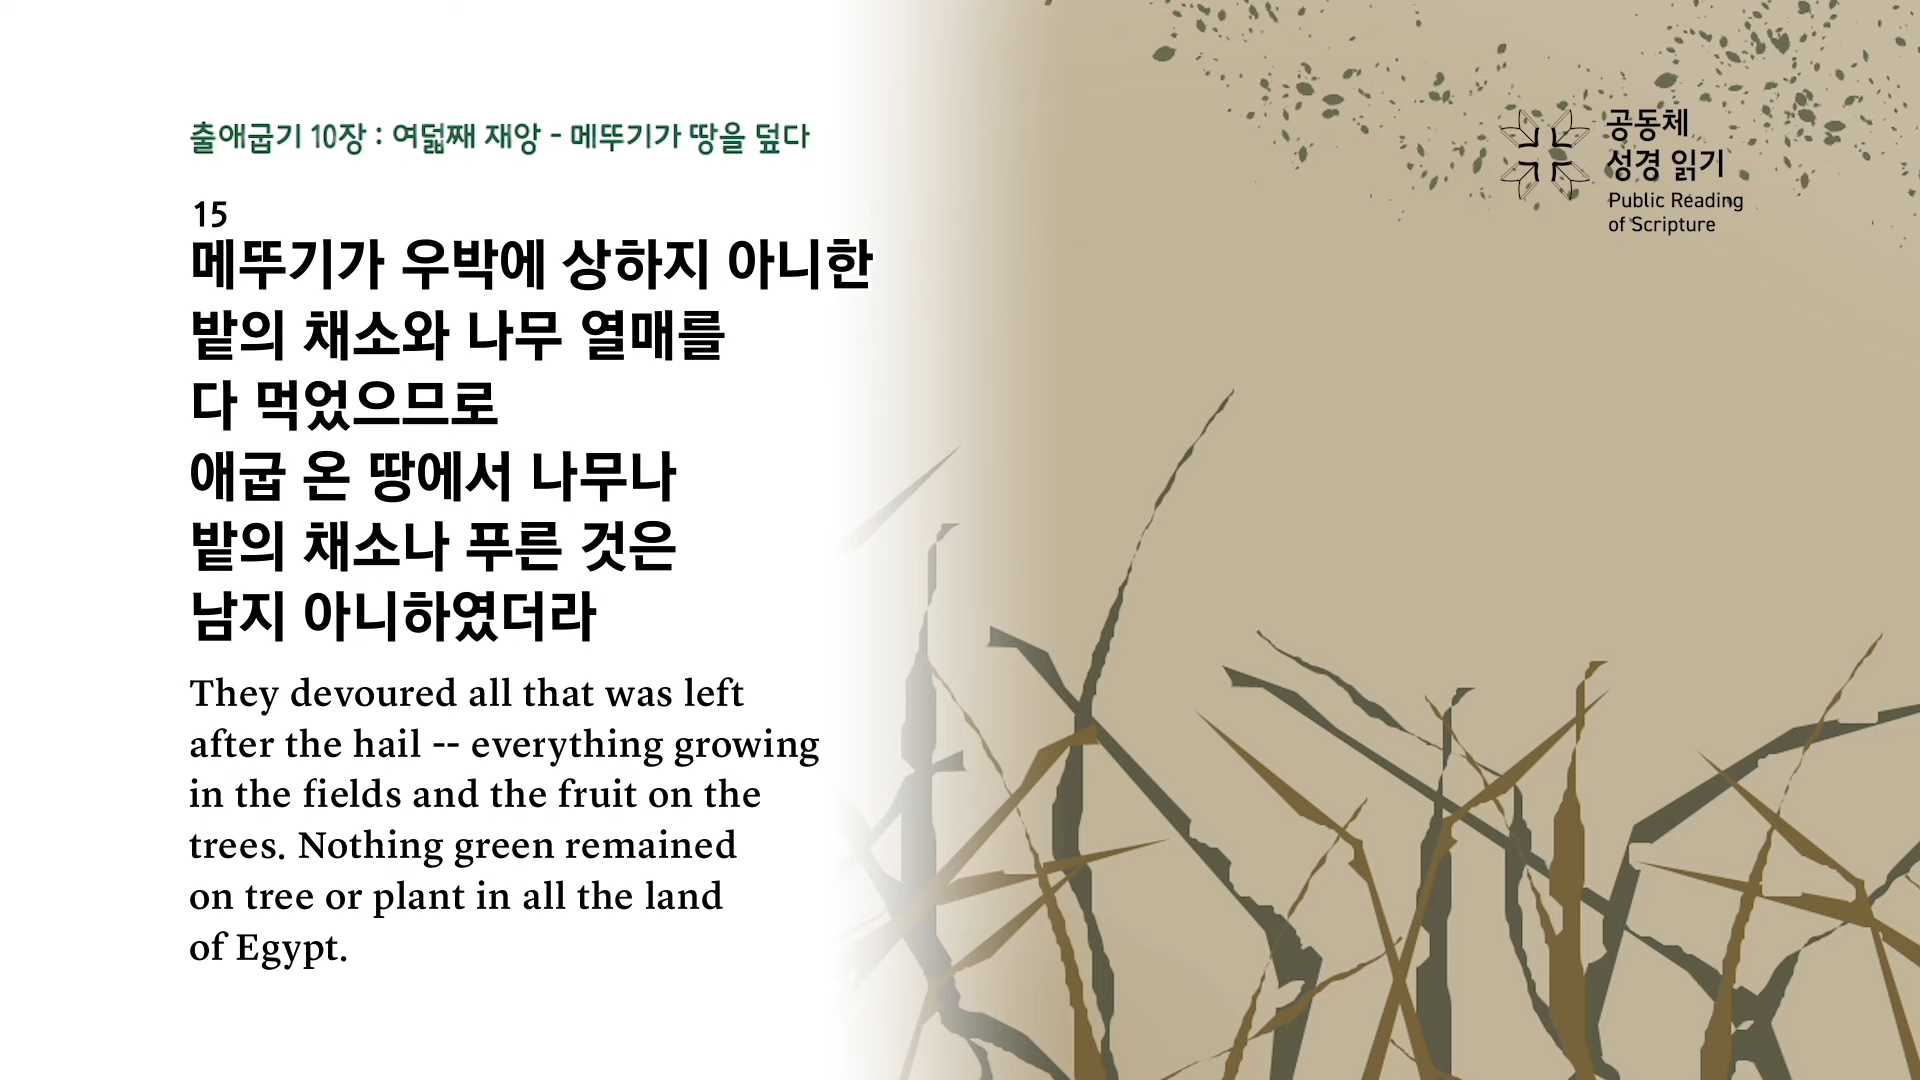 출애굽기 10장 : 여덟째 재앙 - 메뚜기가 땅을 덮다
공동체
성경 읽기
Public Reading
of Scripture
15
메뚜기가 우박에 상하지 아니한
밭의 채소와 나무 열매를
다 먹었으므로
애굽 온 땅에서 나무나
밭의 채소나 푸른 것은
남지 아니하였더라
They devoured all that was left
after the hail -- everything growing
in the fields and the fruit on the
trees. Nothing green remained
on tree or plant in all the land
of Egypt.